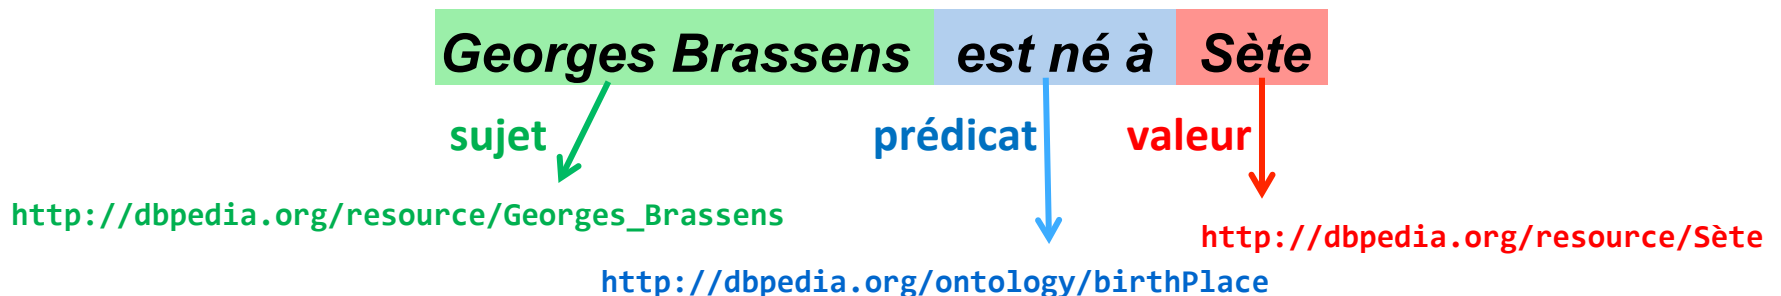 Georges Brassens est né à Sète
sujet prédicat valeur
http://dbpedia.org/resource/Georges_Brassens
http://dbpedia.org/resource/Sète
http://dbpedia.org/ontology/birthPlace